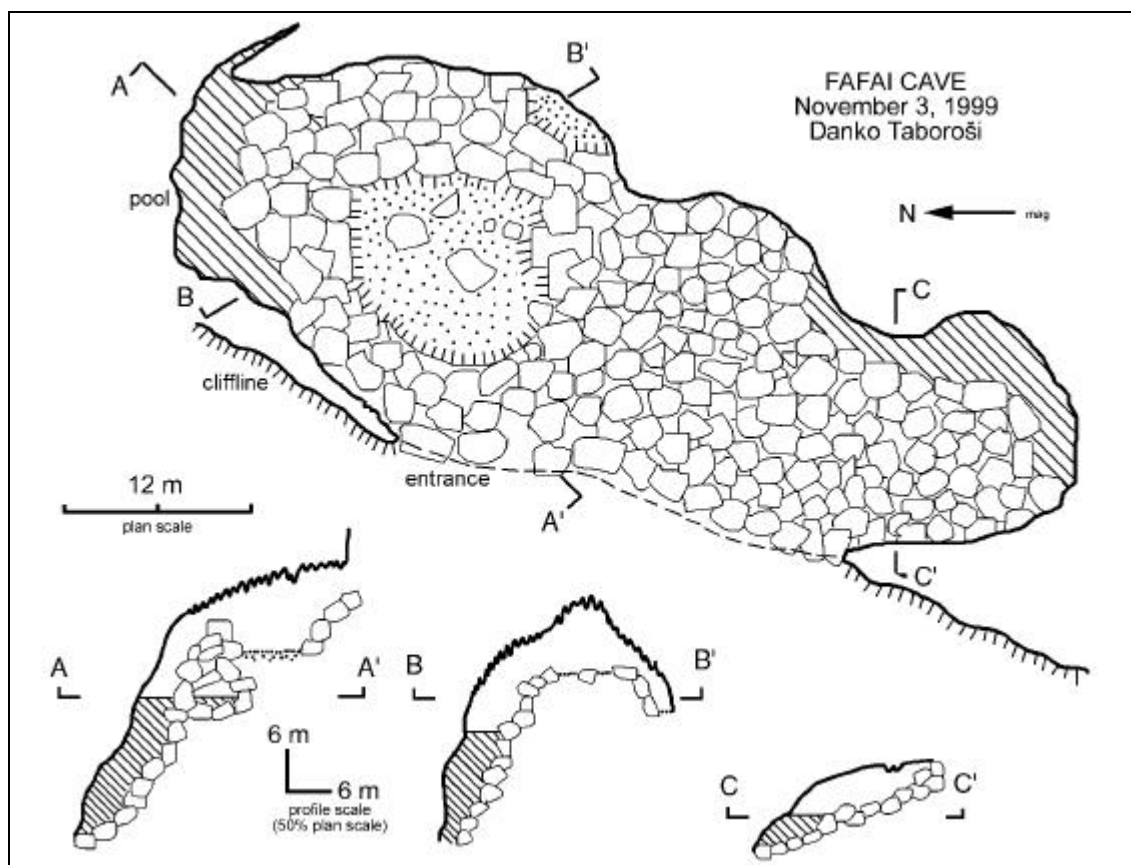 FAFAI CAVE
November 3, 1999
Danko Taboroši
A
B'
pool
N
mag
B
C
cliffline
entrance
A'
12 m
plan scale
C'
A
A'
B
B'
6 m
6 m
profile scale
(50% plan scale)
C
C'